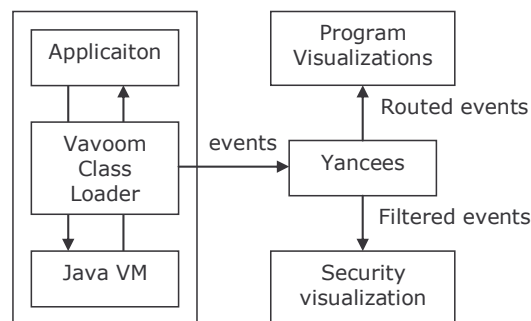 Applicaiton
Vavoom
Class
Loader
Java VM
events
Program
Visualizations
Routed events
Yancees
Filtered events
Security
visualization